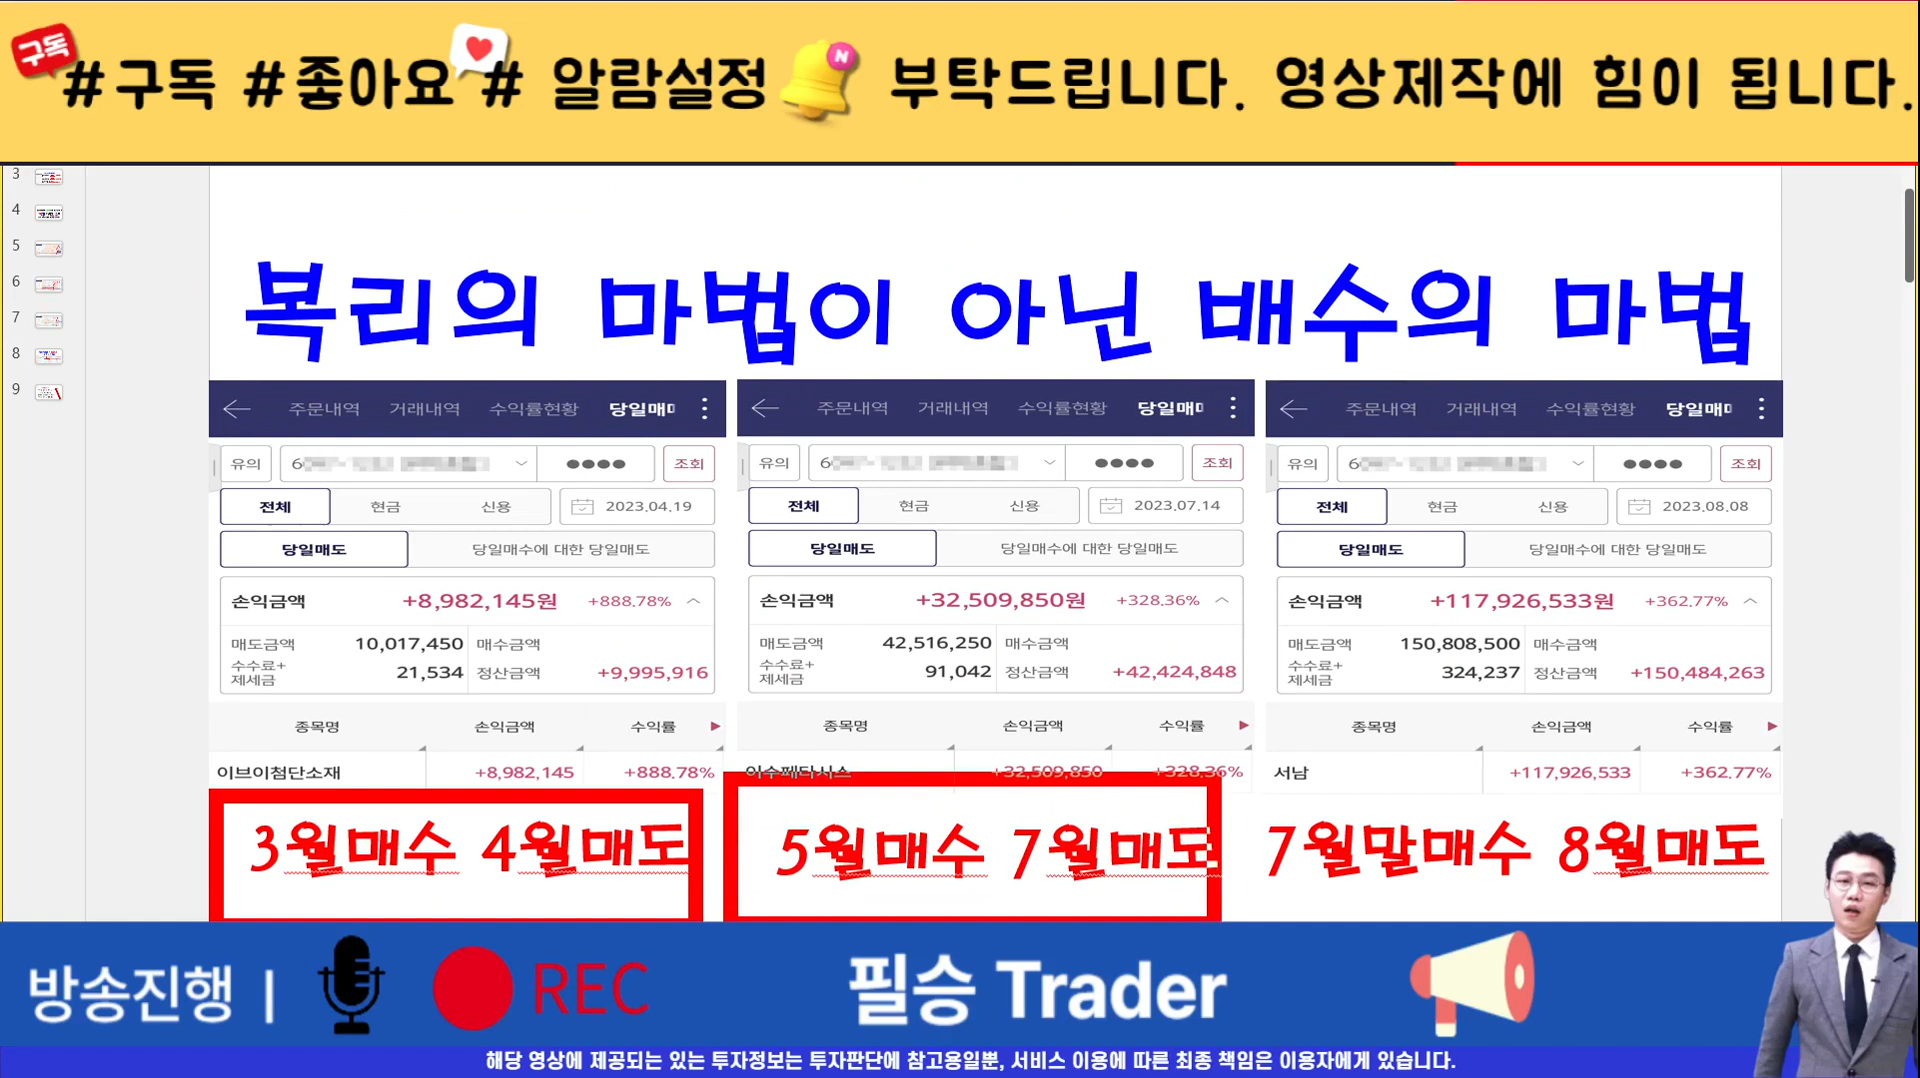 구독
#구독 #좋아요 # 알람설정 N 부탁드립니다. 영상제작에 힘이 됩니다.
3
4
5
6
7
8
9
복리의 마법이 아닌 배수의 마법
주문내역 거래내역 수익률현황 당일매
유의 6 ●●●● 조회
전체 현금 신용 2023.04.19
당일매도 당일매수에 대한 당일매도
손익금액 +8,982,145원 +888.78%
매도금액 10,017,450 매수금액
수수료+
제세금 21,534 정산금액 +9,995,916
종목명 손익금액 수익률
이브이첨단소재 +8,982,145 +888.78%
3월매수 4월매도
주문내역 거래내역 수익률현황 당일매
유의 6 ●●●● 조회
전체 현금 신용 2023.07.14
당일매도 당일매수에 대한 당일매도
손익금액 +32,509,850원 +328.36%
매도금액 42,516,250 매수금액
수수료+
제세금 91,042 정산금액 +42,424,848
종목명 손익금액 수익률
이수페타시스 +32,509,850 +328.36%
5월매수 7월매도
주문내역 거래내역 수익률현황 당일매
유의 6 ●●●● 조회
전체 현금 신용 2023.08.08
당일매도 당일매수에 대한 당일매도
손익금액 +117,926,533원 +362.77%
매도금액 150,808,500 매수금액
수수료+
제세금 324,237 정산금액 +150,484,263
종목명 손익금액 수익률
서남 +117,926,533 +362.77%
7월말매수 8월매도
방송진행 | REC 필승 Trader
해당 영상에 제공되는 있는 투자정보는 투자판단에 참고용일뿐, 서비스 이용에 따른 최종 책임은 이용자에게 있습니다.